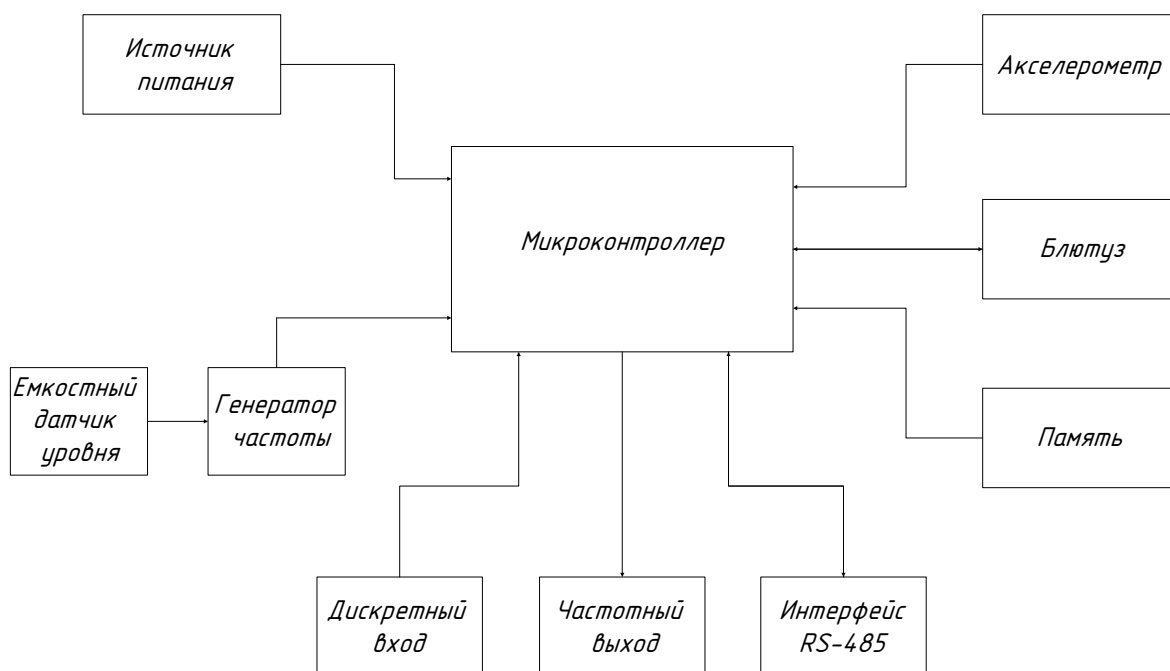 Источник
питания
Акселерометр
Микроконтроллер
Блютуз
Емкостный
датчик
уровня
Генератор
частоты
Память
Дискретный
вход
Частотный
выход
Интерфейс
RS-485